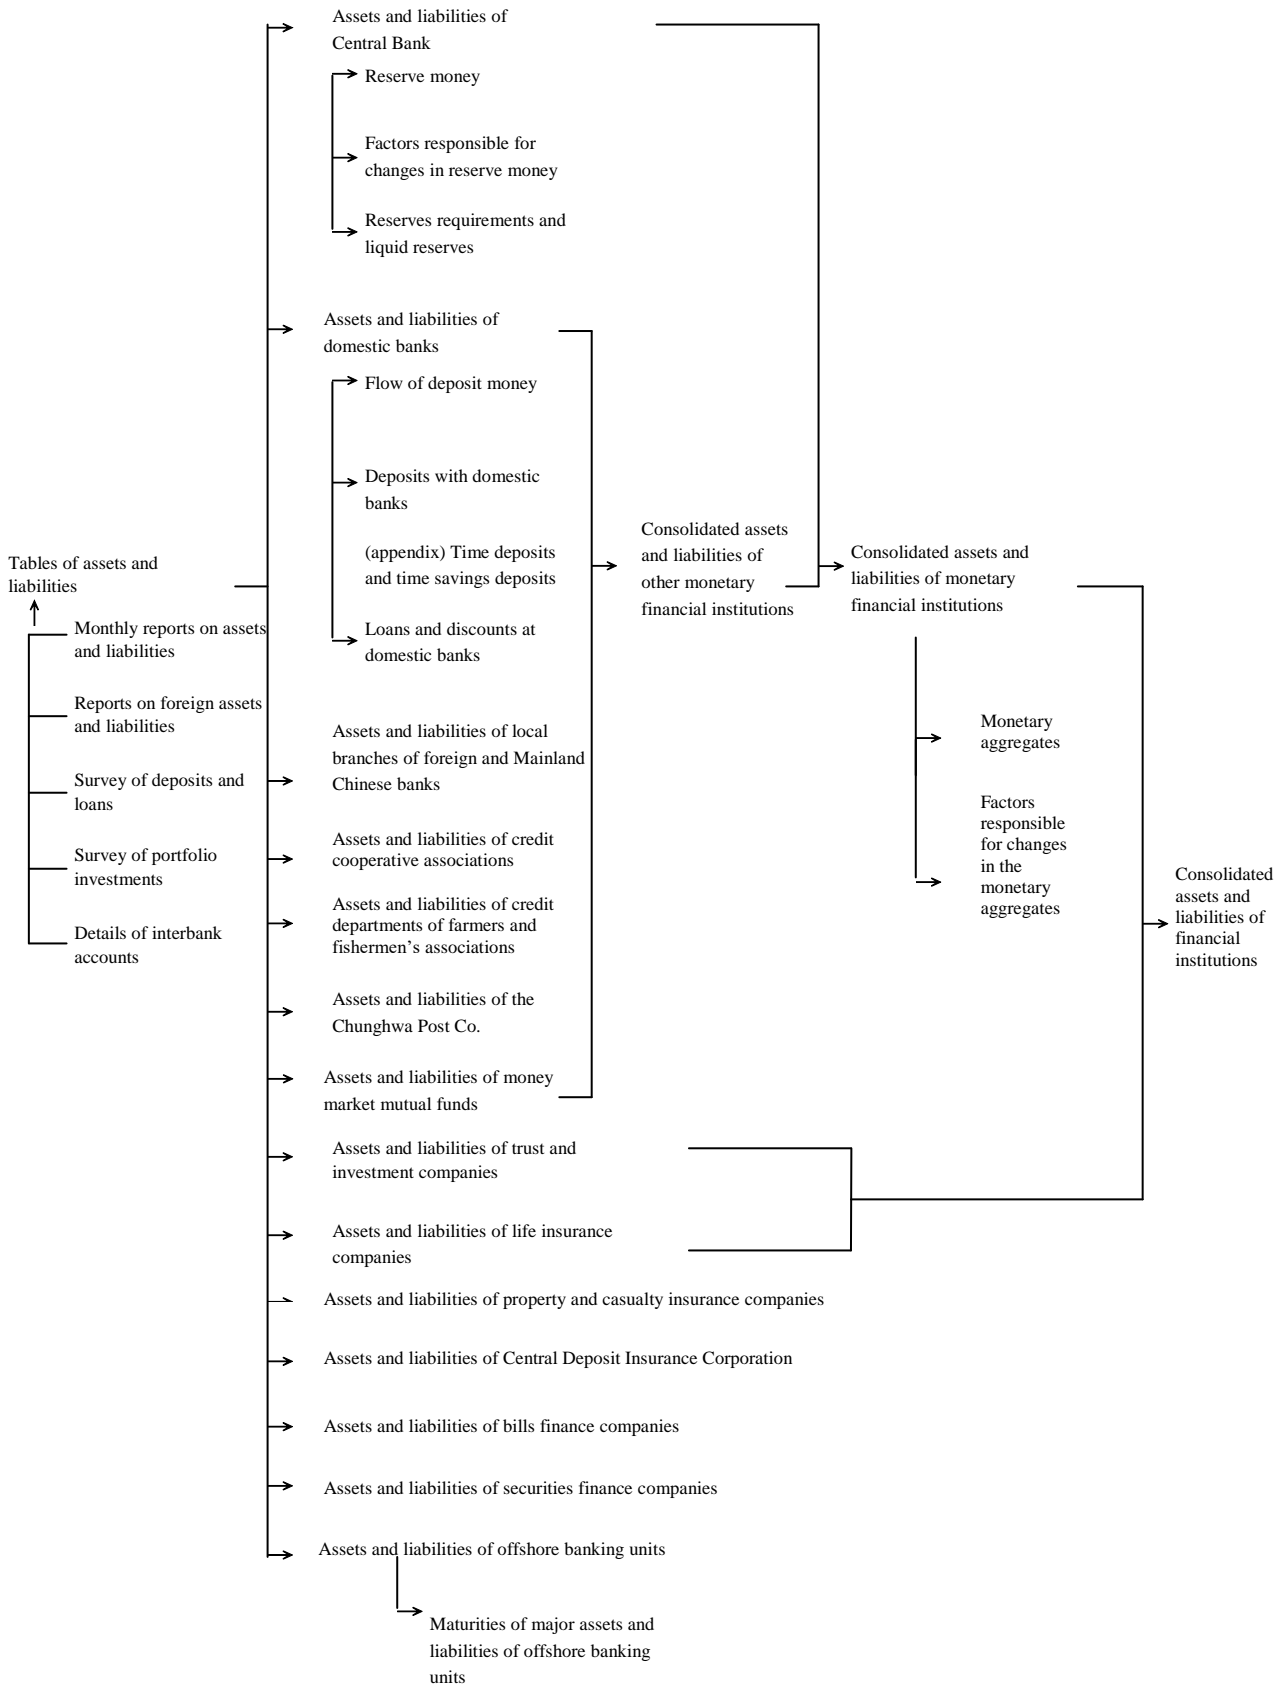 Tables of assets and
liabilities
Monthly reports on assets
and liabilities
Reports on foreign assets
and liabilities
Survey of deposits and
loans
Survey of portfolio
investments
Details of interbank
accounts
Assets and liabilities of
Central Bank
Reserve money
Factors responsible for
changes in reserve money
Reserves requirements and
liquid reserves
Assets and liabilities of
domestic banks
Flow of deposit money
Deposits with domestic
banks
(appendix) Time deposits
and time savings deposits
Loans and discounts at
domestic banks
Assets and liabilities of local
branches of foreign and Mainland
Chinese banks
Assets and liabilities of credit
cooperative associations
Assets and liabilities of credit
departments of farmers and
fishermen’s associations
Assets and liabilities of the
Chunghwa Post Co.
Assets and liabilities of money
market mutual funds
Assets and liabilities of trust and
investment companies
Assets and liabilities of life insurance
companies
Assets and liabilities of property and casualty insurance companies
Assets and liabilities of Central Deposit Insurance Corporation
Assets and liabilities of bills finance companies
Assets and liabilities of securities finance companies
Assets and liabilities of offshore banking units
Maturities of major assets and
liabilities of offshore banking
units
Consolidated assets
and liabilities of
other monetary
financial institutions
Consolidated assets and
liabilities of monetary
financial institutions
Monetary
aggregates
Factors
responsible
for changes
in the
monetary
aggregates
Consolidated
assets and
liabilities of
financial
institutions